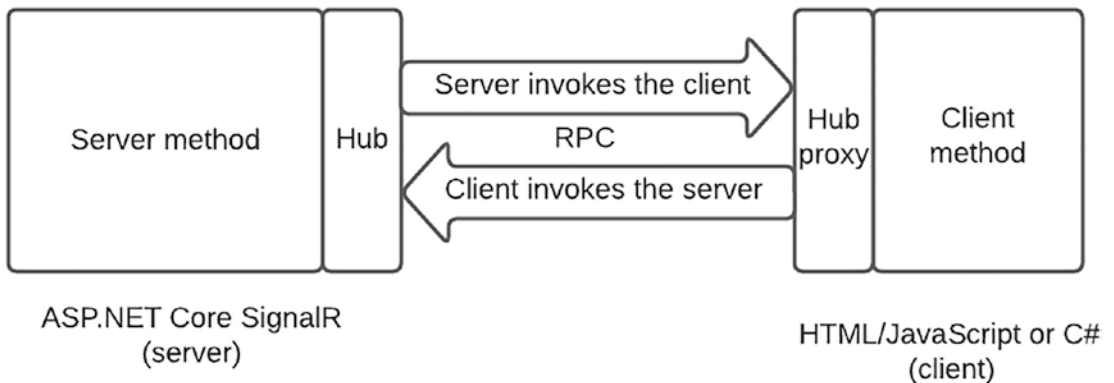 Server method
Hub
Server invokes the client
RPC
Client invokes the server
Hub
proxy
Client
method
ASP.NET Core SignalR
(server)
HTML/JavaScript or C#
(client)